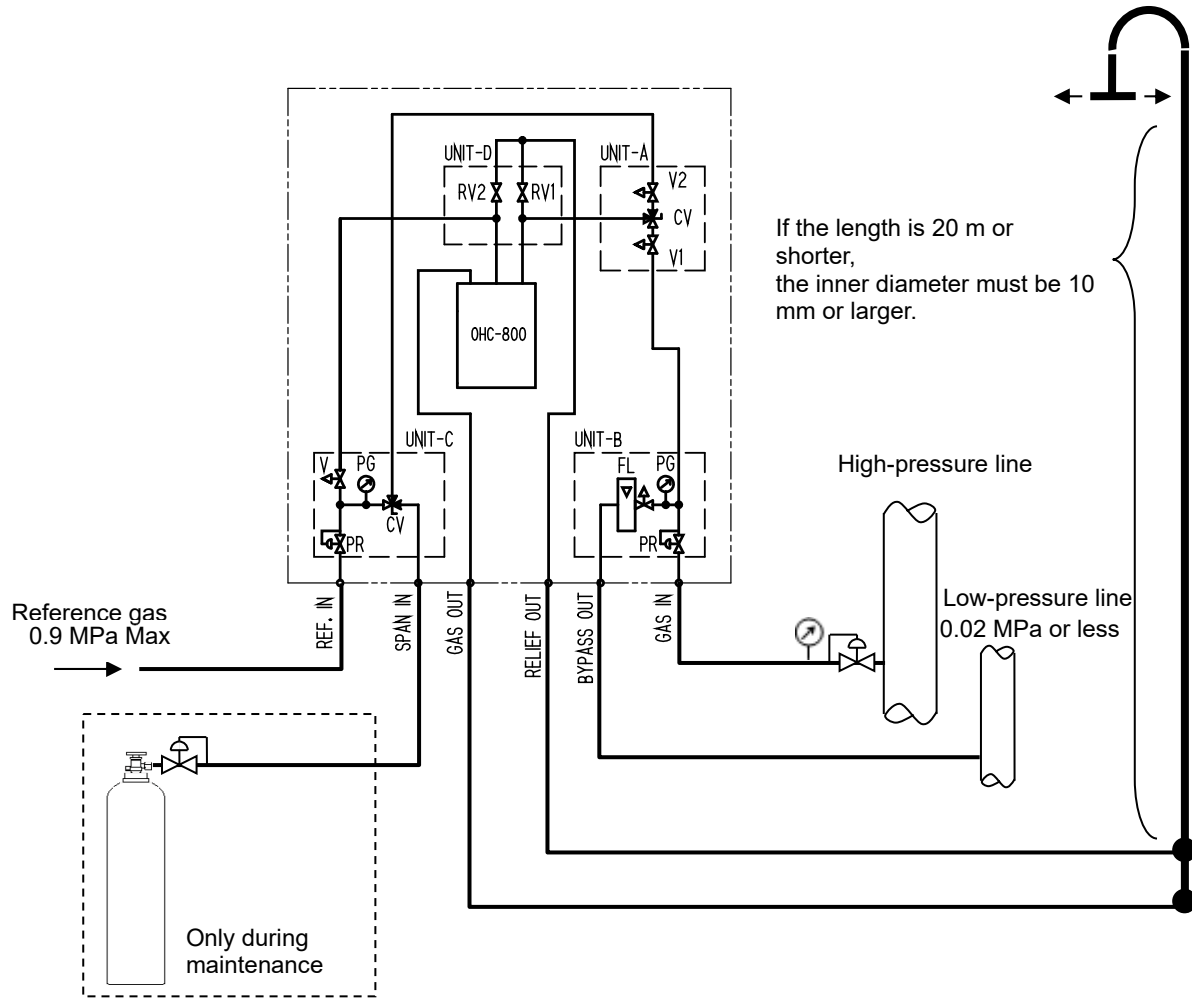 UNIT-D
UNIT-A
RV2
RV1
V2
CV
V1
If the length is 20 m or
shorter,
the inner diameter must be 10
mm or larger.
OHC-800
UNIT-C
UNIT-B
V
PG
FL
PG
High-pressure line
CV
PR
PR
REF. IN
SPAN IN
GAS OUT
RELIEF OUT
BYPASS OUT
GAS IN
Reference gas
0.9 MPa Max
Low-pressure line
0.02 MPa or less
Only during
maintenance